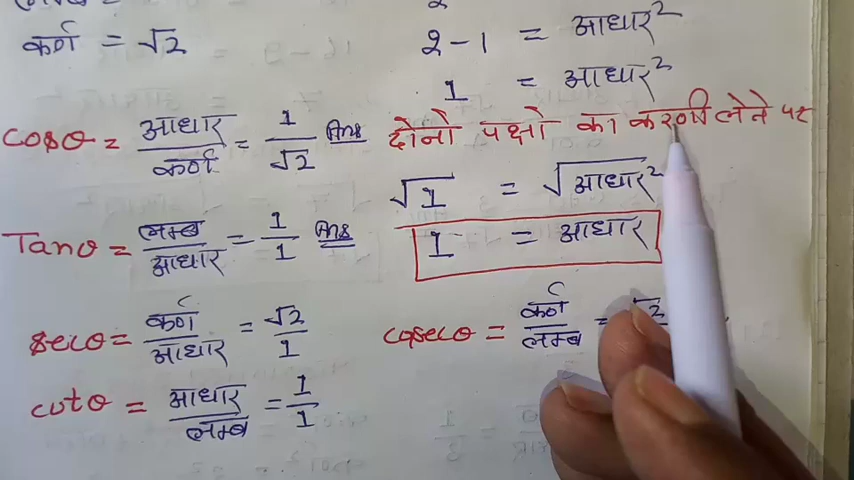 कर्ण = √2
2 - 1 = आधार²
1 = आधार²
cosθ = आधार/कर्ण = 1/√2 Ans
दोनो पक्षो का करणी लेने पर
√1 = √आधार²
1 = आधार
Tanθ = लम्ब/आधार = 1/1 Ans
secθ = कर्ण/आधार = √2/1
cosecθ = कर्ण/लम्ब = √2
cotθ = आधार/लम्ब = 1/1